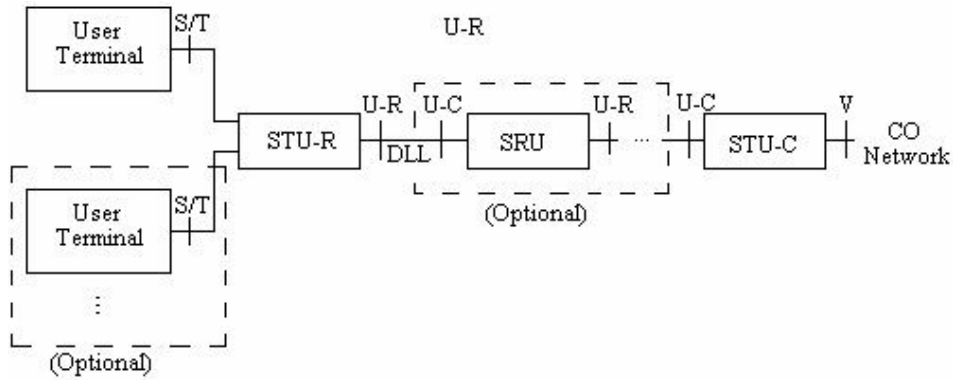 User
Terminal
S/T
U-R
STU-R
U-R
DLL
U-C
SRU
U-R
...
U-C
STU-C
V
CO
Network
(Optional)
User
Terminal
S/T
⋮
(Optional)